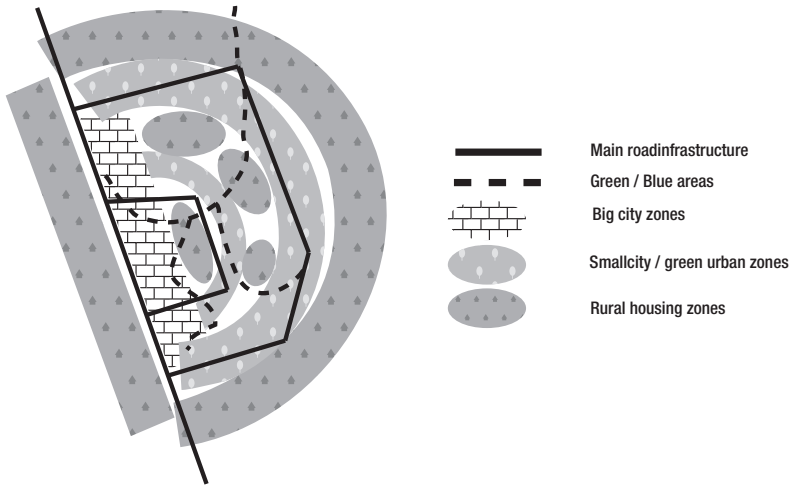 Main roadinfrastructure
Green / Blue areas
Big city zones
Smallcity / green urban zones
Rural housing zones